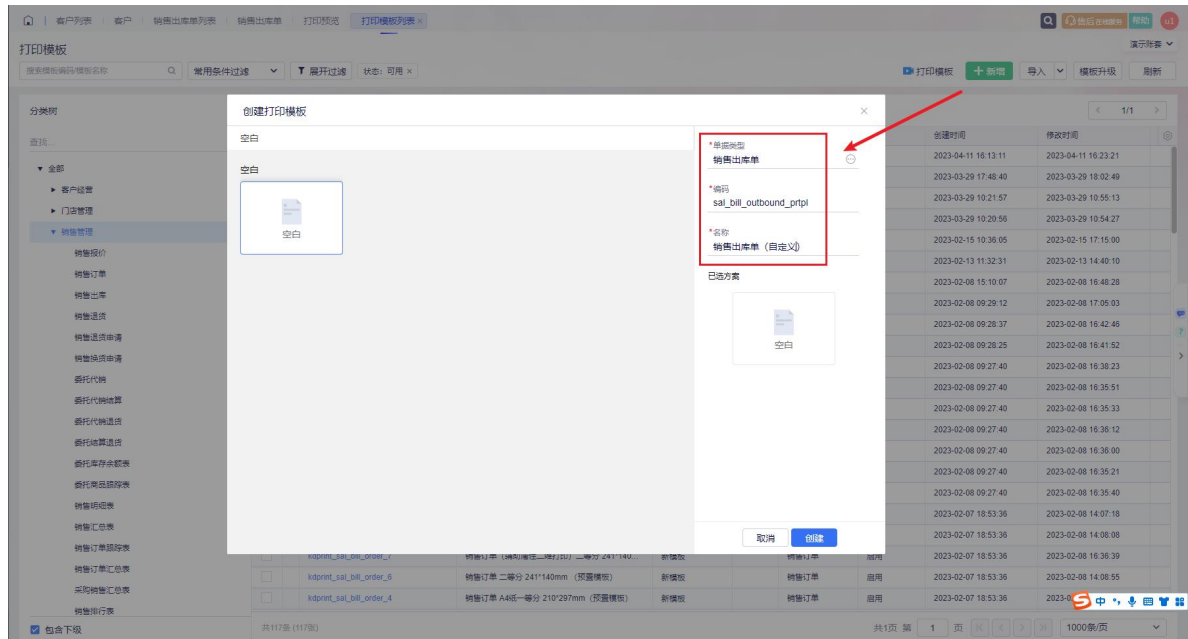 客户列表 客户 销售出库单列表 销售出库单 打印预览 打印模板列表 ×
售后在线服务 帮助 u1
打印模板 演示账套
搜索模板编码/模板名称 常用条件过滤 展开过滤 状态: 可用 × 打印模板 新增 导入 模板升级 刷新
分类树 1/1
查找...
全部
客户经营
门店管理
销售管理
销售报价
销售订单
销售出库
销售退货
销售退货申请
销售换货申请
委托代销
委托代销结算
委托代销退货
委托结算退货
委托库存余额表
委托商品跟踪表
销售明细表
销售汇总表
销售订单跟踪表
销售订单汇总表
采购销售汇总表
销售排行表
包含下级
创建打印模板 ×
空白
空白
空白
*单据类型
销售出库单
*编码
sal_bill_outbound_prtpl
*名称
销售出库单（自定义)
已选方案
空白
取消 创建
创建时间 修改时间
2023-04-11 16:13:11 2023-04-11 16:23:21
2023-03-29 17:48:40 2023-03-29 18:02:49
2023-03-29 10:21:57 2023-03-29 10:55:13
2023-03-29 10:20:56 2023-03-29 10:54:27
2023-02-15 10:36:05 2023-02-15 17:15:00
2023-02-13 11:32:31 2023-02-13 14:40:10
2023-02-08 15:10:07 2023-02-08 16:48:28
2023-02-08 09:29:12 2023-02-08 17:05:03
2023-02-08 09:28:37 2023-02-08 16:42:46
2023-02-08 09:28:25 2023-02-08 16:41:52
2023-02-08 09:27:40 2023-02-08 16:38:23
2023-02-08 09:27:40 2023-02-08 16:35:51
2023-02-08 09:27:40 2023-02-08 16:35:33
2023-02-08 09:27:40 2023-02-08 16:36:12
2023-02-08 09:27:40 2023-02-08 16:36:00
2023-02-08 09:27:40 2023-02-08 16:35:21
2023-02-08 09:27:40 2023-02-08 16:35:40
2023-02-07 18:53:36 2023-02-08 14:07:18
2023-02-07 18:53:36 2023-02-08 14:08:08
kdprint_sal_bill_order_7 销售订单（辅助属性二维打印）二等分 241*140... 新模板 销售订单 启用 2023-02-07 18:53:36 2023-02-08 16:36:39
kdprint_sal_bill_order_6 销售订单 二等分 241*140mm （预置模板） 新模板 销售订单 启用 2023-02-07 18:53:36 2023-02-08 14:08:55
kdprint_sal_bill_order_4 销售订单 A4纸一等分 210*297mm（预置模板） 新模板 销售订单 启用 2023-02-07 18:53:36
中
共117条 (117张) 共1页 第 1 页 1000条/页